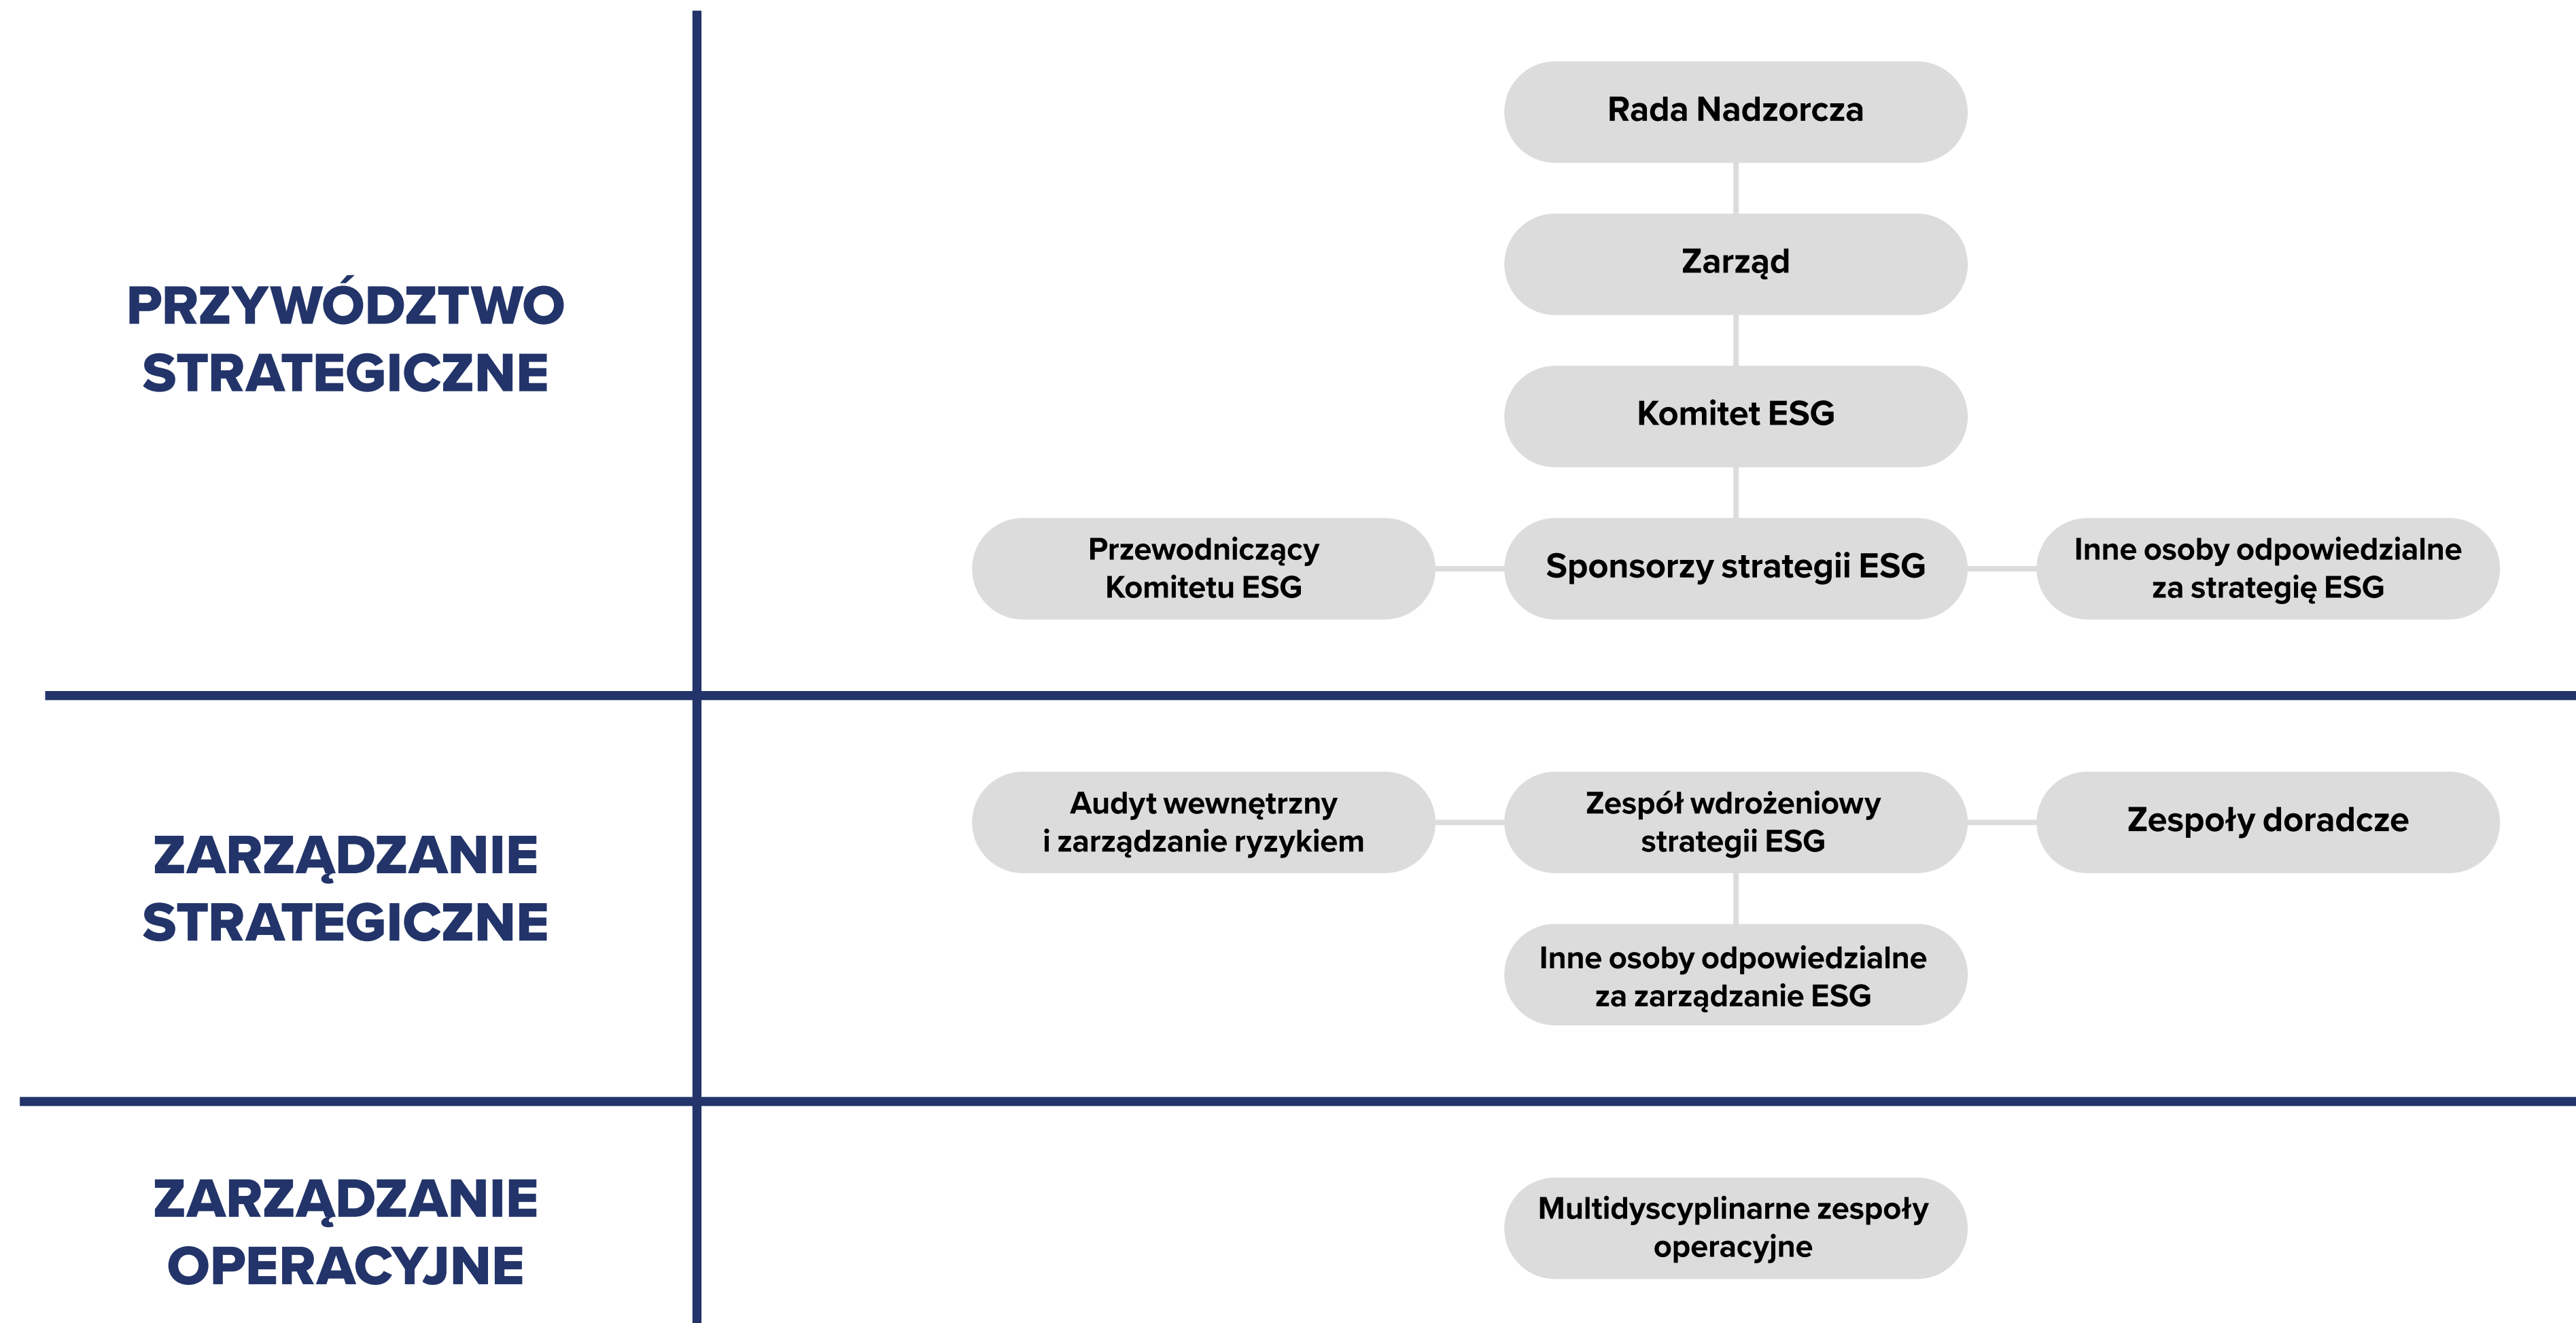 PRZYWÓDZTWO
STRATEGICZNE
Rada Nadzorcza
Zarząd
Komitet ESG
Przewodniczący
Komitetu ESG
Sponsorzy strategii ESG
Inne osoby odpowiedzialne
za strategię ESG
ZARZĄDZANIE
STRATEGICZNE
Audyt wewnętrzny
i zarządzanie ryzykiem
Zespół wdrożeniowy
strategii ESG
Zespoły doradcze
Inne osoby odpowiedzialne
za zarządzanie ESG
ZARZĄDZANIE
OPERACYJNE
Multidyscyplinarne zespoły
operacyjne